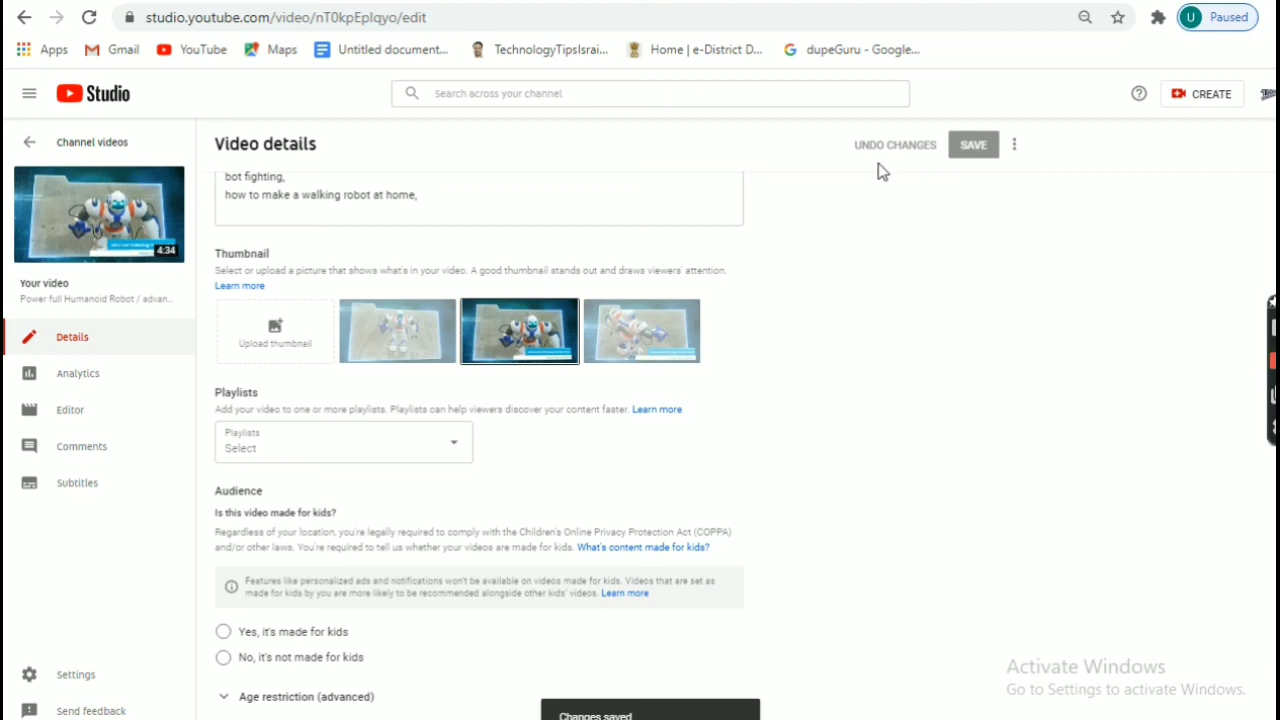 studio.youtube.com/video/nT0kpEplqyo/edit
U Paused
Apps Gmail YouTube Maps Untitled document... TechnologyTipsIsrai... Home | e-District D... dupeGuru - Google...
Studio
Search across your channel
CREATE
Channel videos
Video details
UNDO CHANGES SAVE
bot fighting,
how to make a walking robot at home,
4:34
Thumbnail
Select or upload a picture that shows what's in your video. A good thumbnail stands out and draws viewers' attention.
Learn more
Your video
Power full Humanoid Robot / advan...
Upload thumbnail
Details
Analytics
Editor
Comments
Subtitles
Playlists
Add your video to one or more playlists. Playlists can help viewers discover your content faster. Learn more
Playlists
Select
Audience
Is this video made for kids?
Regardless of your location, you're legally required to comply with the Children's Online Privacy Protection Act (COPPA)
and/or other laws. You're required to tell us whether your videos are made for kids. What's content made for kids?
Features like personalized ads and notifications won't be available on videos made for kids. Videos that are set as
made for kids by you are more likely to be recommended alongside other kids' videos. Learn more
Yes, it's made for kids
No, it's not made for kids
Age restriction (advanced)
Settings
Send feedback
Changes saved
Activate Windows
Go to Settings to activate Windows.